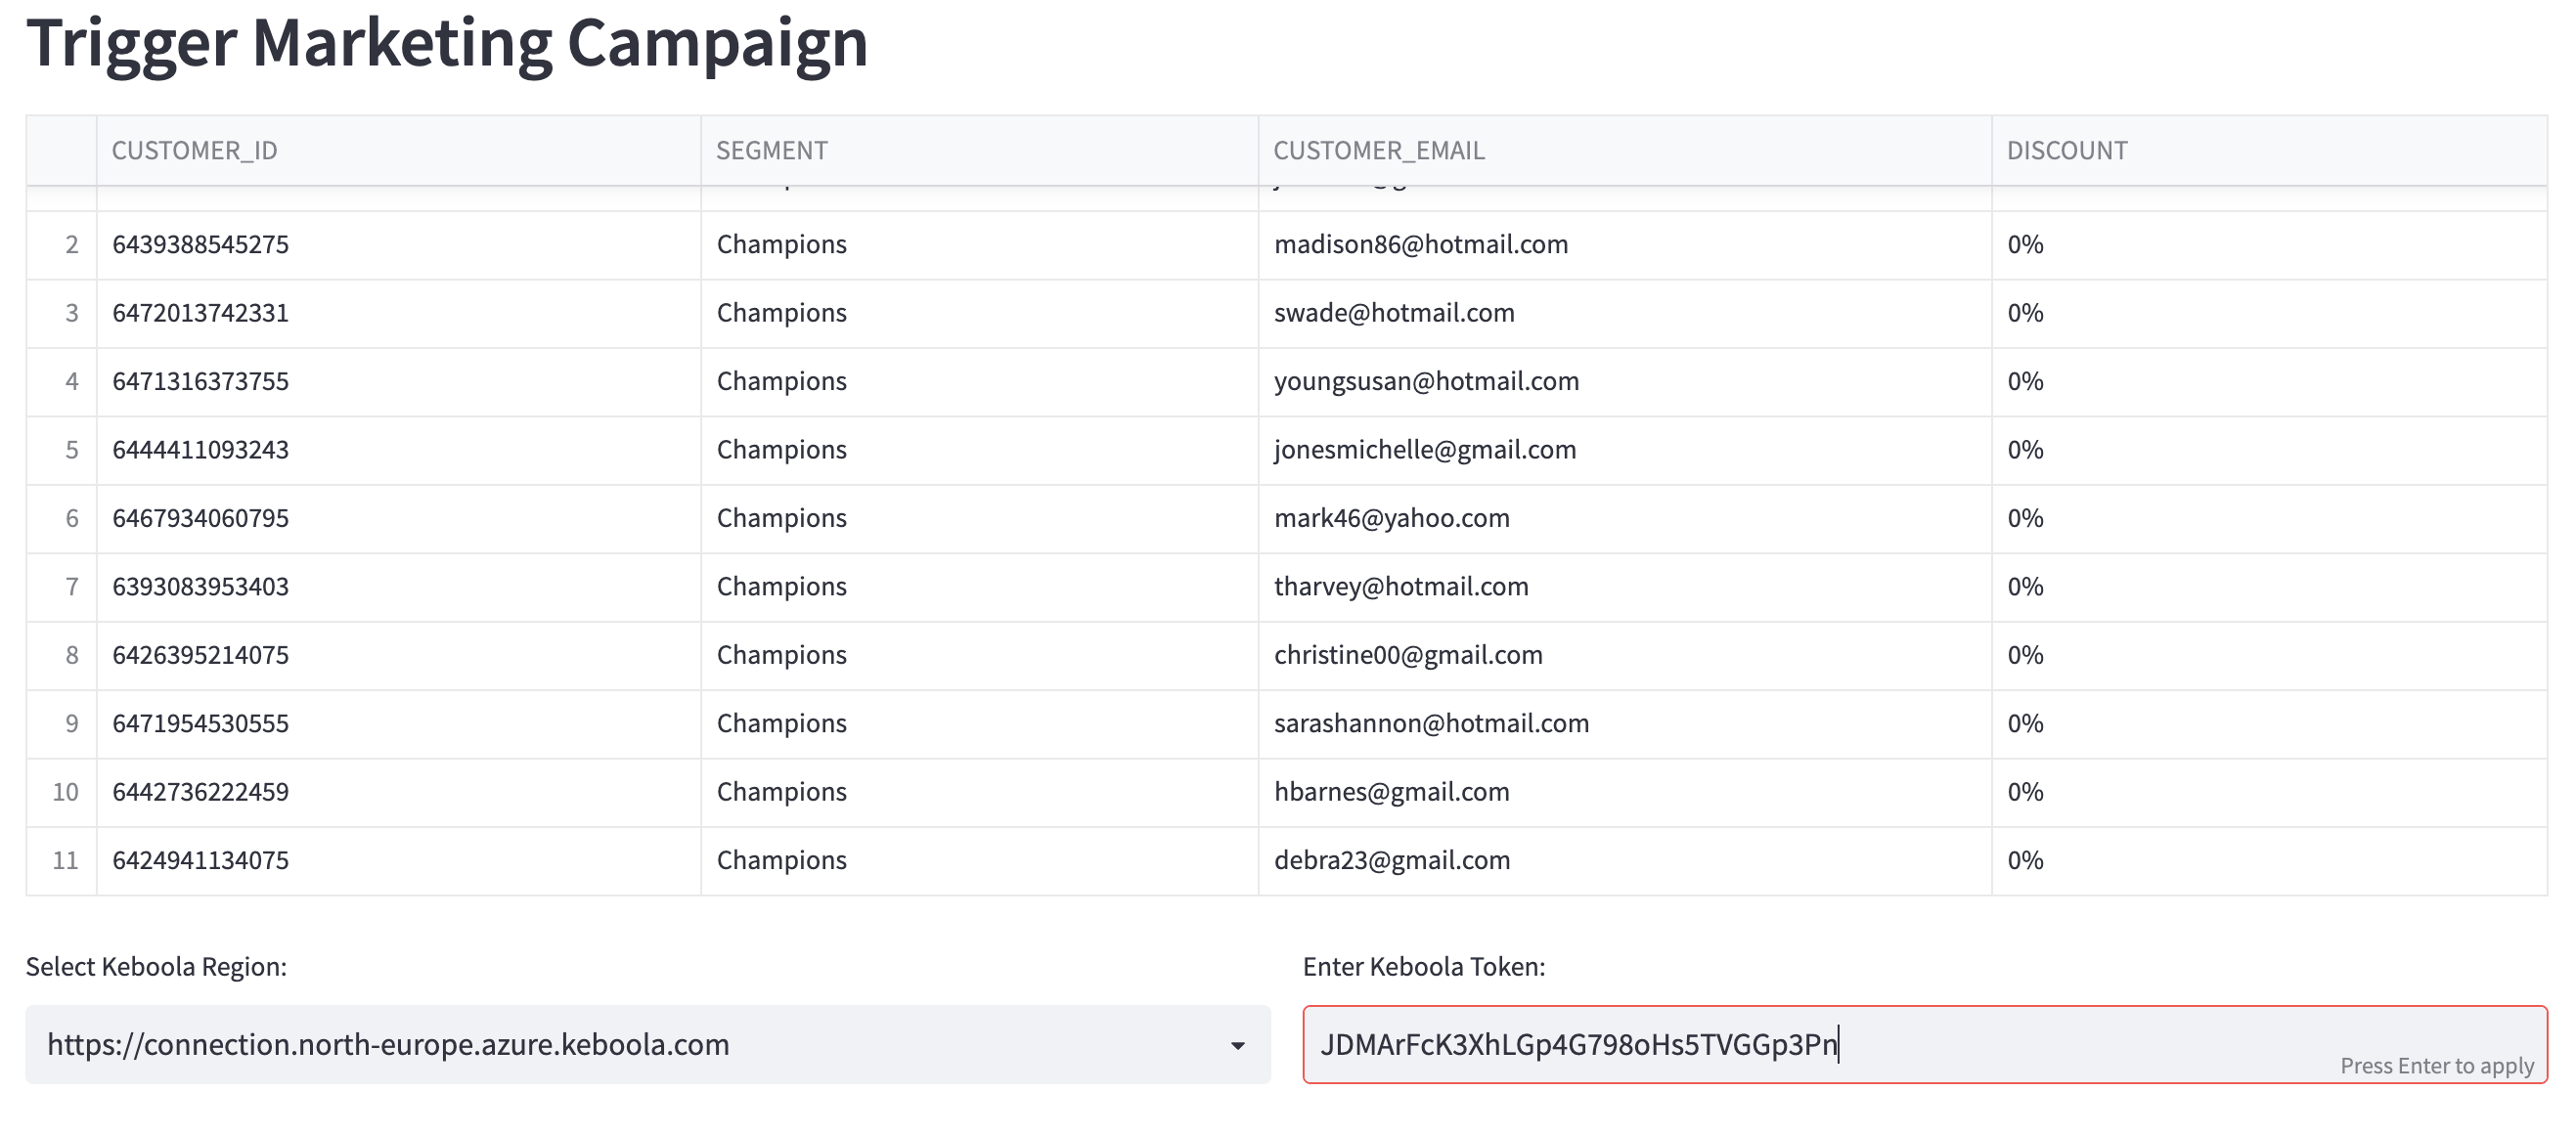 Trigger Marketing Campaign
CUSTOMER_ID SEGMENT CUSTOMER_EMAIL DISCOUNT
2 6439388545275 Champions madison86@hotmail.com 0%
3 6472013742331 Champions swade@hotmail.com 0%
4 6471316373755 Champions youngsusan@hotmail.com 0%
5 6444411093243 Champions jonesmichelle@gmail.com 0%
6 6467934060795 Champions mark46@yahoo.com 0%
7 6393083953403 Champions tharvey@hotmail.com 0%
8 6426395214075 Champions christine00@gmail.com 0%
9 6471954530555 Champions sarashannon@hotmail.com 0%
10 6442736222459 Champions hbarnes@gmail.com 0%
11 6424941134075 Champions debra23@gmail.com 0%
Select Keboola Region: Enter Keboola Token:
https://connection.north-europe.azure.keboola.com JDMArFcK3XhLGp4G798oHs5TVGGp3Pn
Press Enter to apply